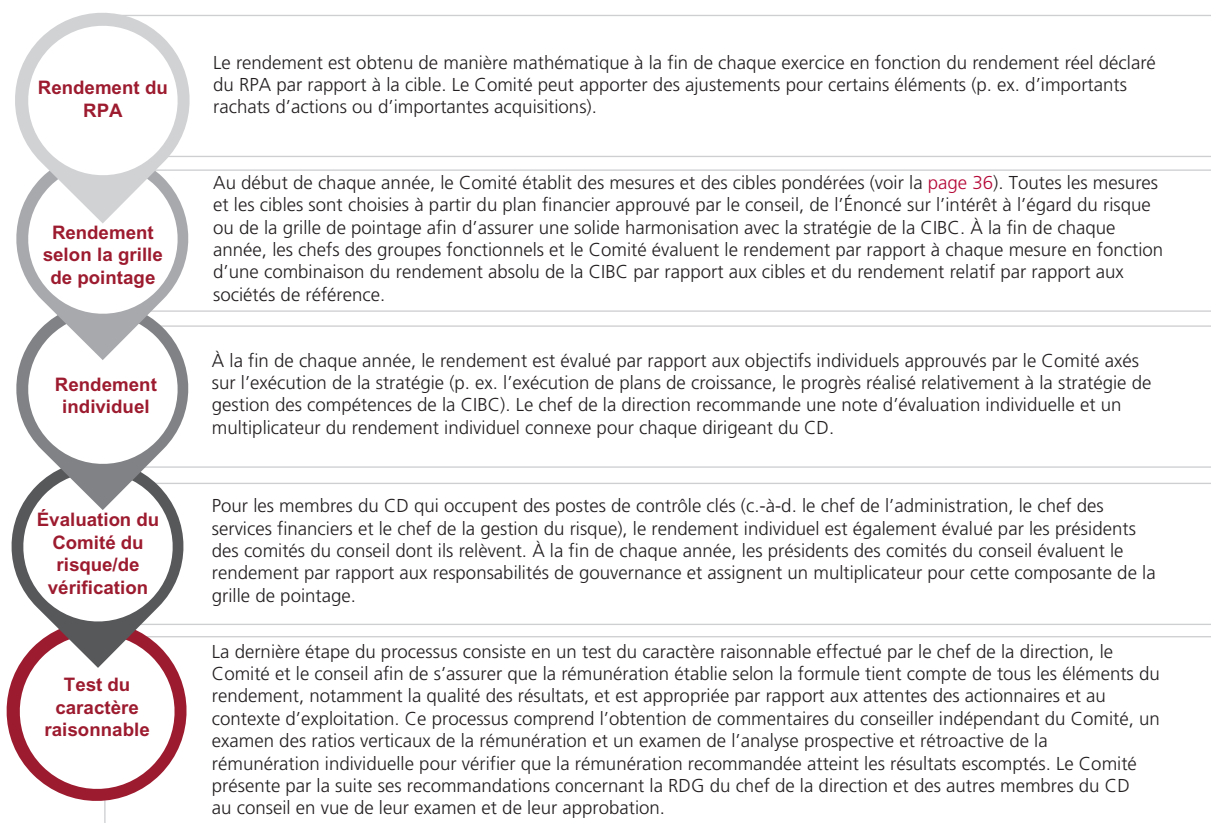 Rendement du
RPA
Le rendement est obtenu de manière mathématique à la fin de chaque exercice en fonction du rendement réel déclaré
du RPA par rapport à la cible. Le Comité peut apporter des ajustements pour certains éléments (p. ex. d’importants
rachats d’actions ou d’importantes acquisitions).
Rendement
selon la grille
de pointage
Au début de chaque année, le Comité établit des mesures et des cibles pondérées (voir la page 36). Toutes les mesures
et les cibles sont choisies à partir du plan financier approuvé par le conseil, de l’Énoncé sur l’intérêt à l’égard du risque
ou de la grille de pointage afin d’assurer une solide harmonisation avec la stratégie de la CIBC. À la fin de chaque
année, les chefs des groupes fonctionnels et le Comité évaluent le rendement par rapport à chaque mesure en fonction
d’une combinaison du rendement absolu de la CIBC par rapport aux cibles et du rendement relatif par rapport aux
sociétés de référence.
Rendement
individuel
À la fin de chaque année, le rendement est évalué par rapport aux objectifs individuels approuvés par le Comité axés
sur l’exécution de la stratégie (p. ex. l’exécution de plans de croissance, le progrès réalisé relativement à la stratégie de
gestion des compétences de la CIBC). Le chef de la direction recommande une note d’évaluation individuelle et un
multiplicateur du rendement individuel connexe pour chaque dirigeant du CD.
Évaluation du
Comité du
risque/de
vérification
Pour les membres du CD qui occupent des postes de contrôle clés (c.-à-d. le chef de l’administration, le chef des
services financiers et le chef de la gestion du risque), le rendement individuel est également évalué par les présidents
des comités du conseil dont ils relèvent. À la fin de chaque année, les présidents des comités du conseil évaluent le
rendement par rapport aux responsabilités de gouvernance et assignent un multiplicateur pour cette composante de la
grille de pointage.
Test du
caractère
raisonnable
La dernière étape du processus consiste en un test du caractère raisonnable effectué par le chef de la direction, le
Comité et le conseil afin de s’assurer que la rémunération établie selon la formule tient compte de tous les éléments du
rendement, notamment la qualité des résultats, et est appropriée par rapport aux attentes des actionnaires et au
contexte d’exploitation. Ce processus comprend l’obtention de commentaires du conseiller indépendant du Comité, un
examen des ratios verticaux de la rémunération et un examen de l’analyse prospective et rétroactive de la
rémunération individuelle pour vérifier que la rémunération recommandée atteint les résultats escomptés. Le Comité
présente par la suite ses recommandations concernant la RDG du chef de la direction et des autres membres du CD
au conseil en vue de leur examen et de leur approbation.